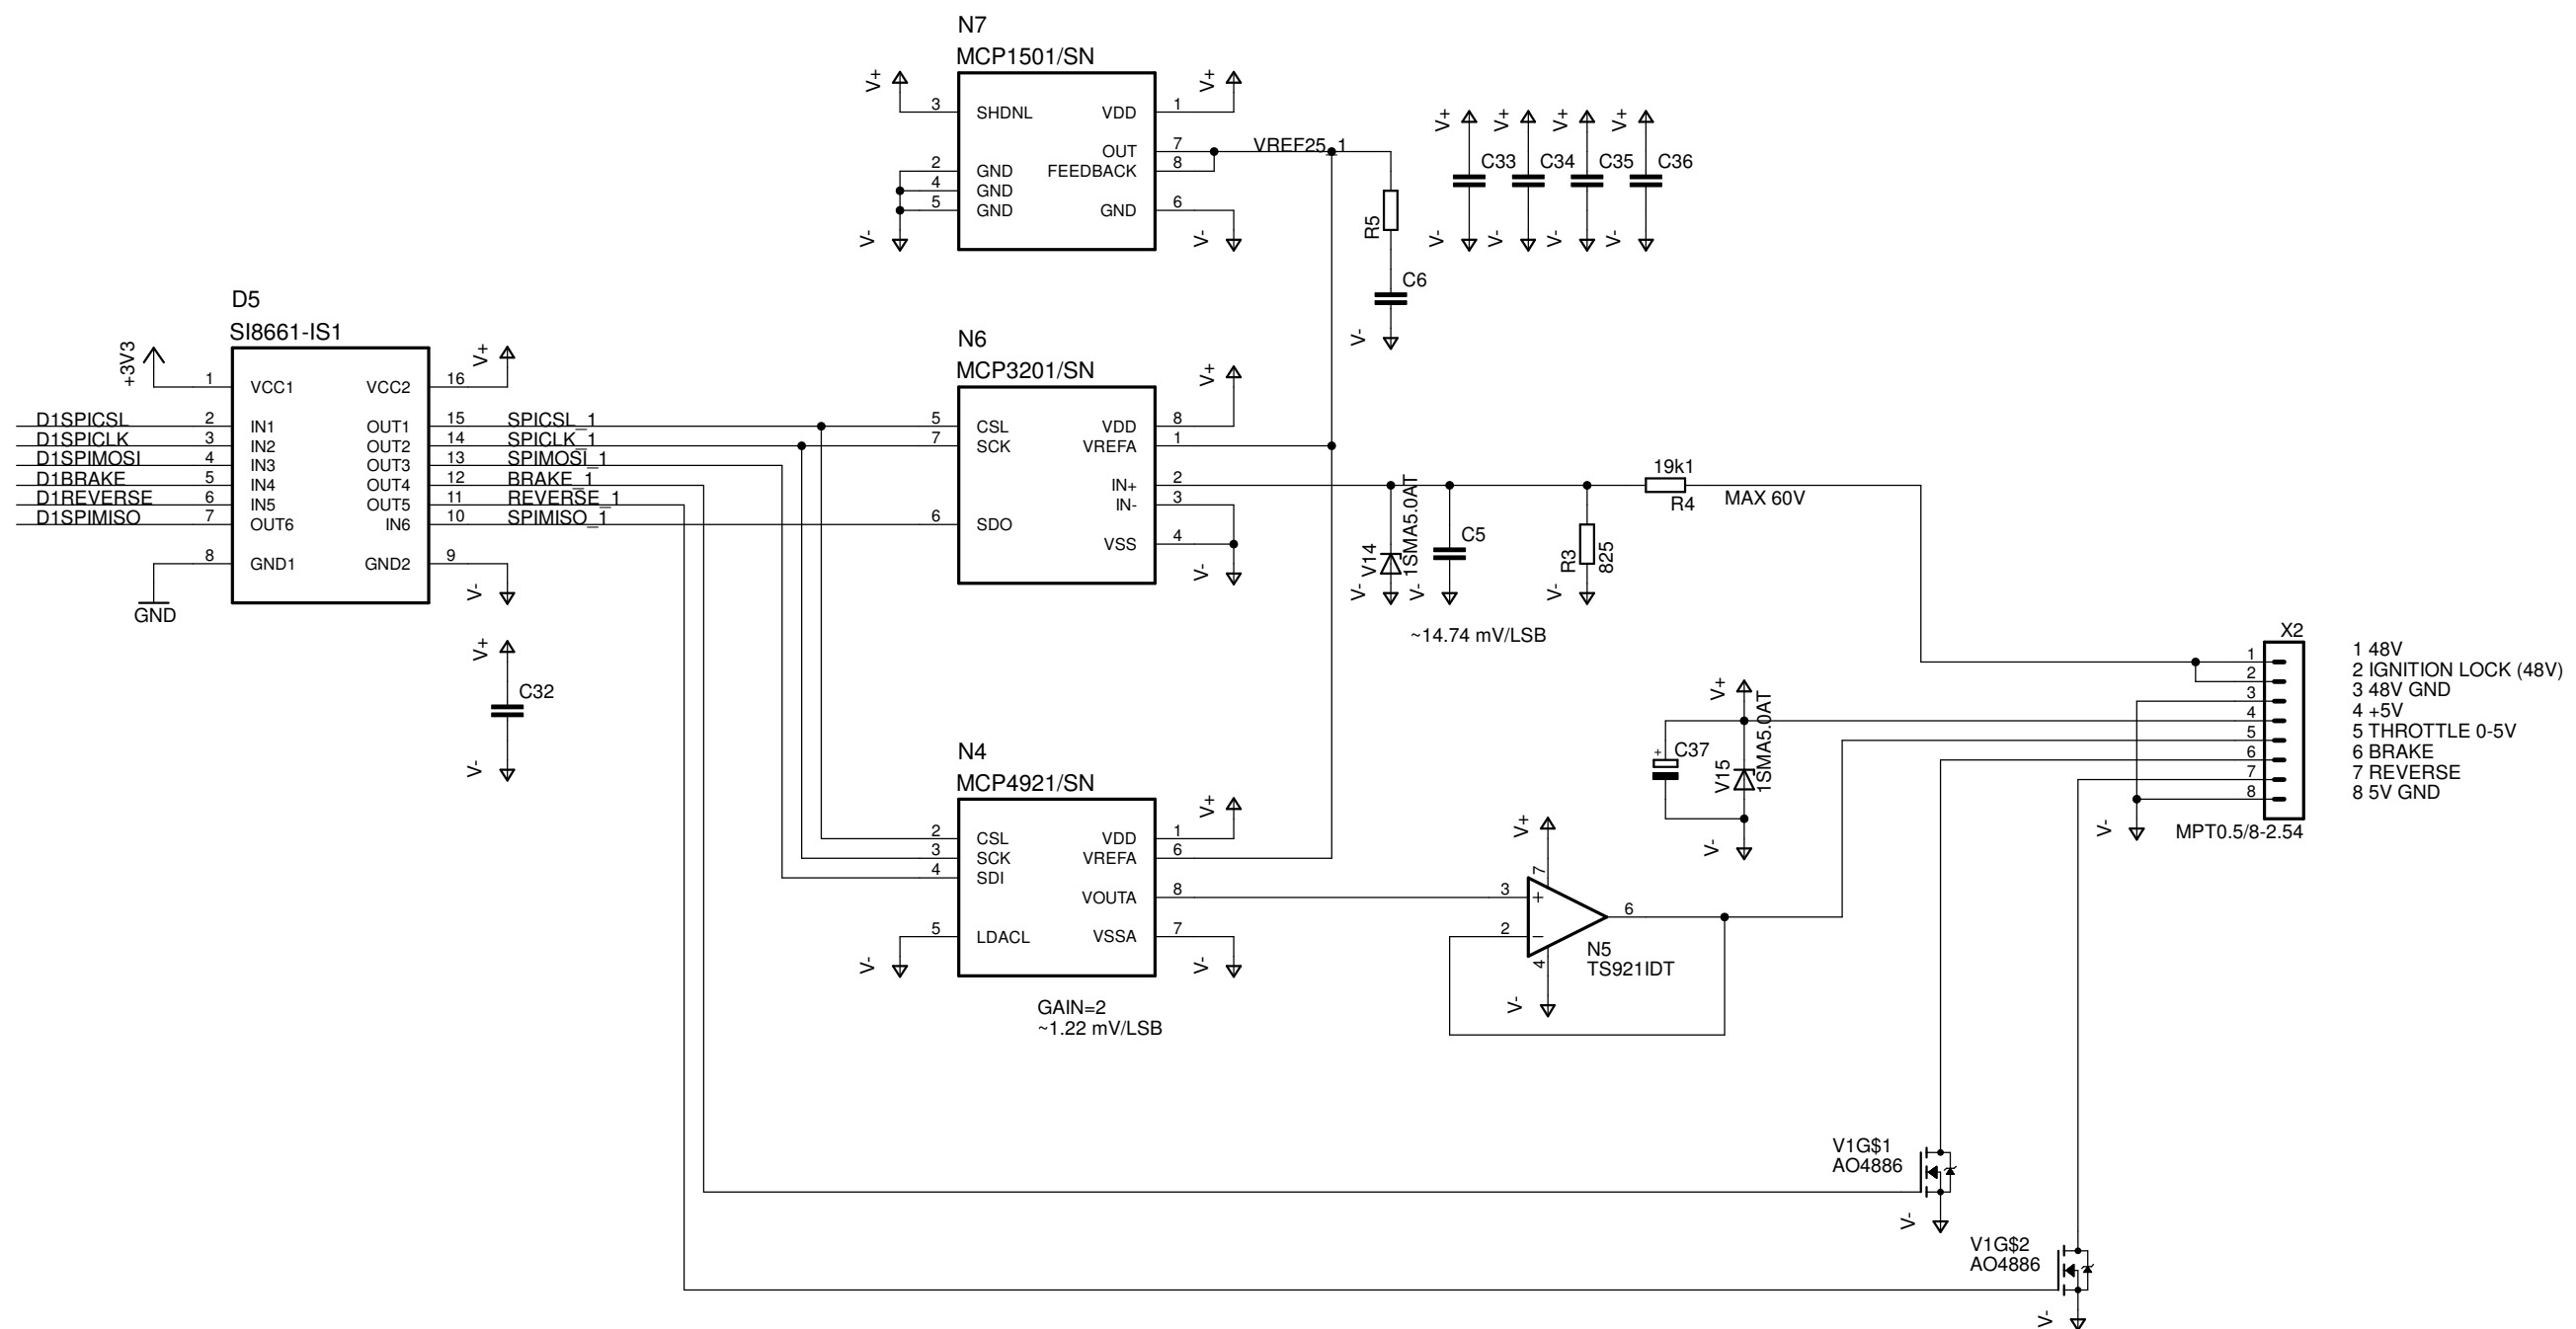 N7
MCP1501/SN
V+
3 SHDNL
VDD 1
V+
OUT 7
VREF25_1
FEEDBACK 8
2 GND
4 GND
5 GND
GND 6
V-
V-
R5
C6
V-
V+ V+ V+ V+
C33 C34 C35 C36
V- V- V- V-
D5
SI8661-IS1
+3V3
1 VCC1
VCC2 16
V+
D1SPICSL 2 IN1
OUT1 15 SPICSL_1
D1SPICLK 3 IN2
OUT2 14 SPICLK_1
D1SPIMOSI 4 IN3
OUT3 13 SPIMOSI_1
D1BRAKE 5 IN4
OUT4 12 BRAKE_1
D1REVERSE 6 IN5
OUT5 11 REVERSE_1
D1SPIMISO 7 OUT6
IN6 10 SPIMISO_1
8 GND1
GND2 9
GND
V-
V+
C32
V-
N6
MCP3201/SN
V+
5 CSL
VDD 8
7 SCK
VREFA 1
IN+ 2
IN- 3
6 SDO
VSS 4
V-
V14
1SMA5.0AT
V-
C5
V-
R3
825
V-
19k1
R4
MAX 60V
~14.74 mV/LSB
N4
MCP4921/SN
V+
2 CSL
VDD 1
3 SCK
VREFA 6
4 SDI
VOUTA 8
5 LDACL
VSSA 7
V-
V-
GAIN=2
~1.22 mV/LSB
V+
+
C37
V15
1SMA5.0AT
V-
V+
7
3 +
6
2 −
4
N5
TS921IDT
V-
X2
1
2
3
4
5
6
7
8
V-
MPT0.5/8-2.54
1 48V
2 IGNITION LOCK (48V)
3 48V GND
4 +5V
5 THROTTLE 0-5V
6 BRAKE
7 REVERSE
8 5V GND
V1G$1
AO4886
V-
V1G$2
AO4886
V-